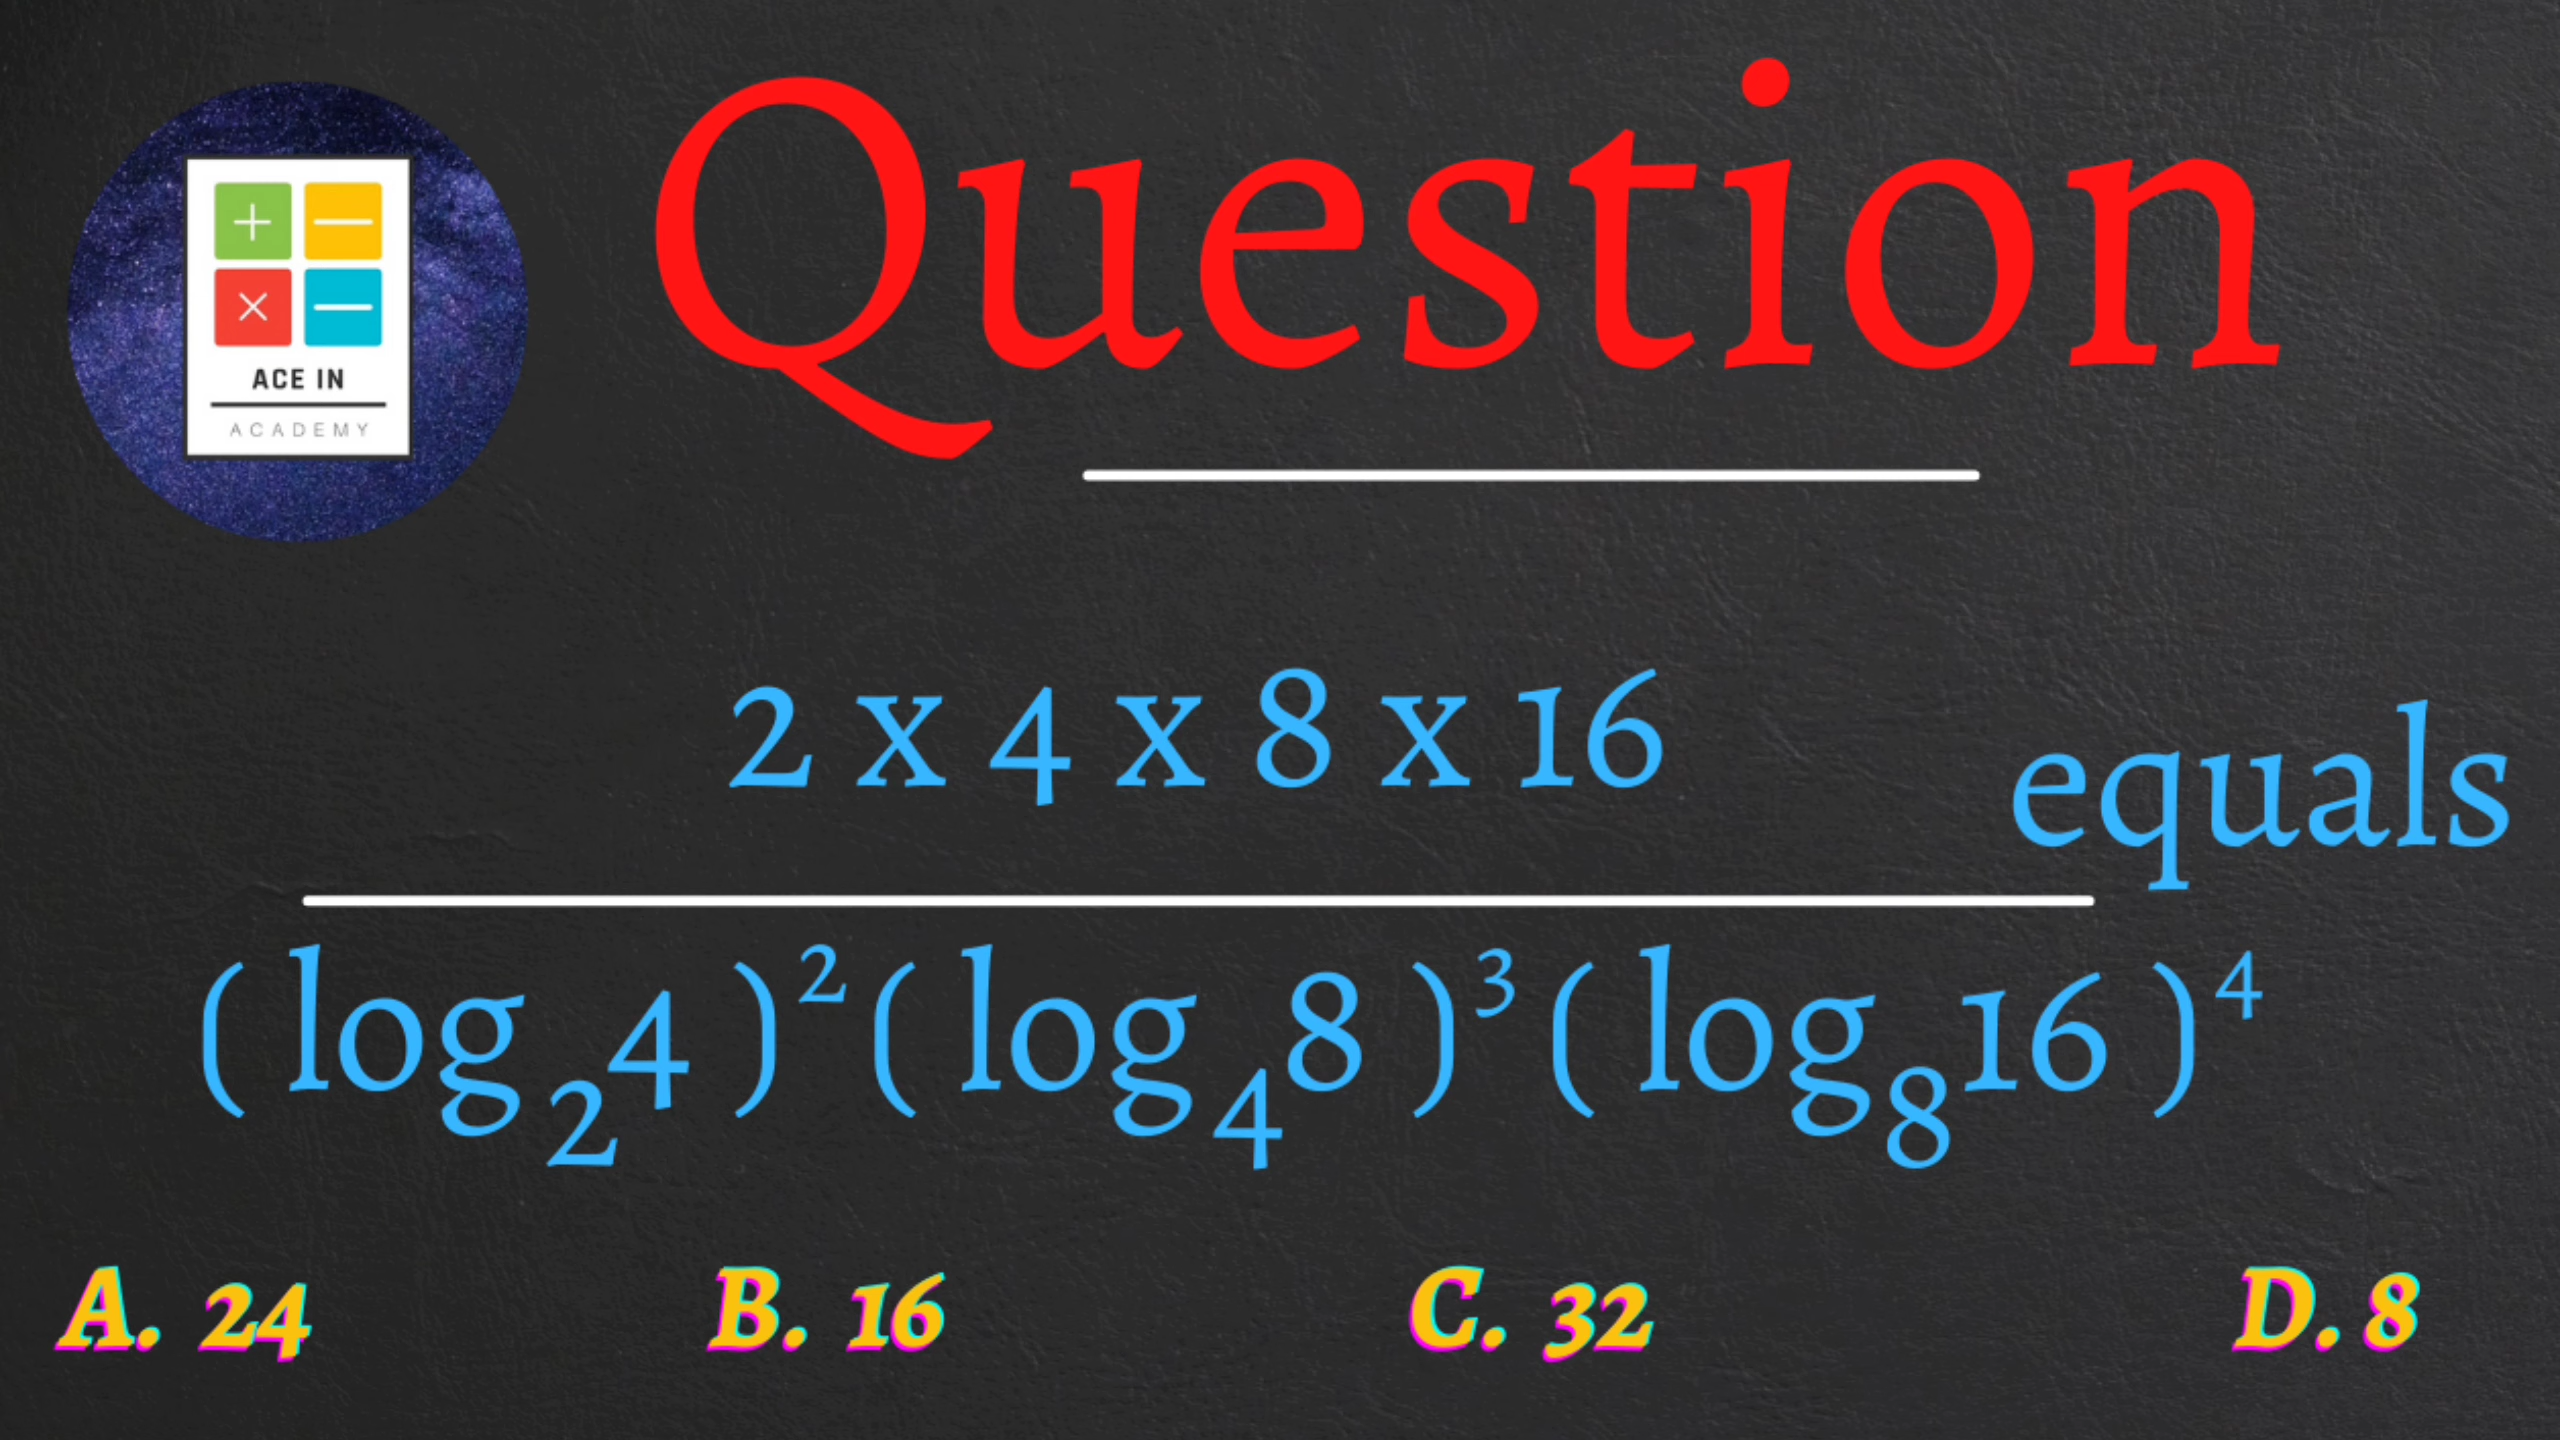 Question
+ −
× −
ACE IN
ACADEMY
2 x 4 x 8 x 16
equals
( log₂4 )²( log₄8 )³( log₈16 )⁴
A. 24 B. 16 C. 32 D. 8